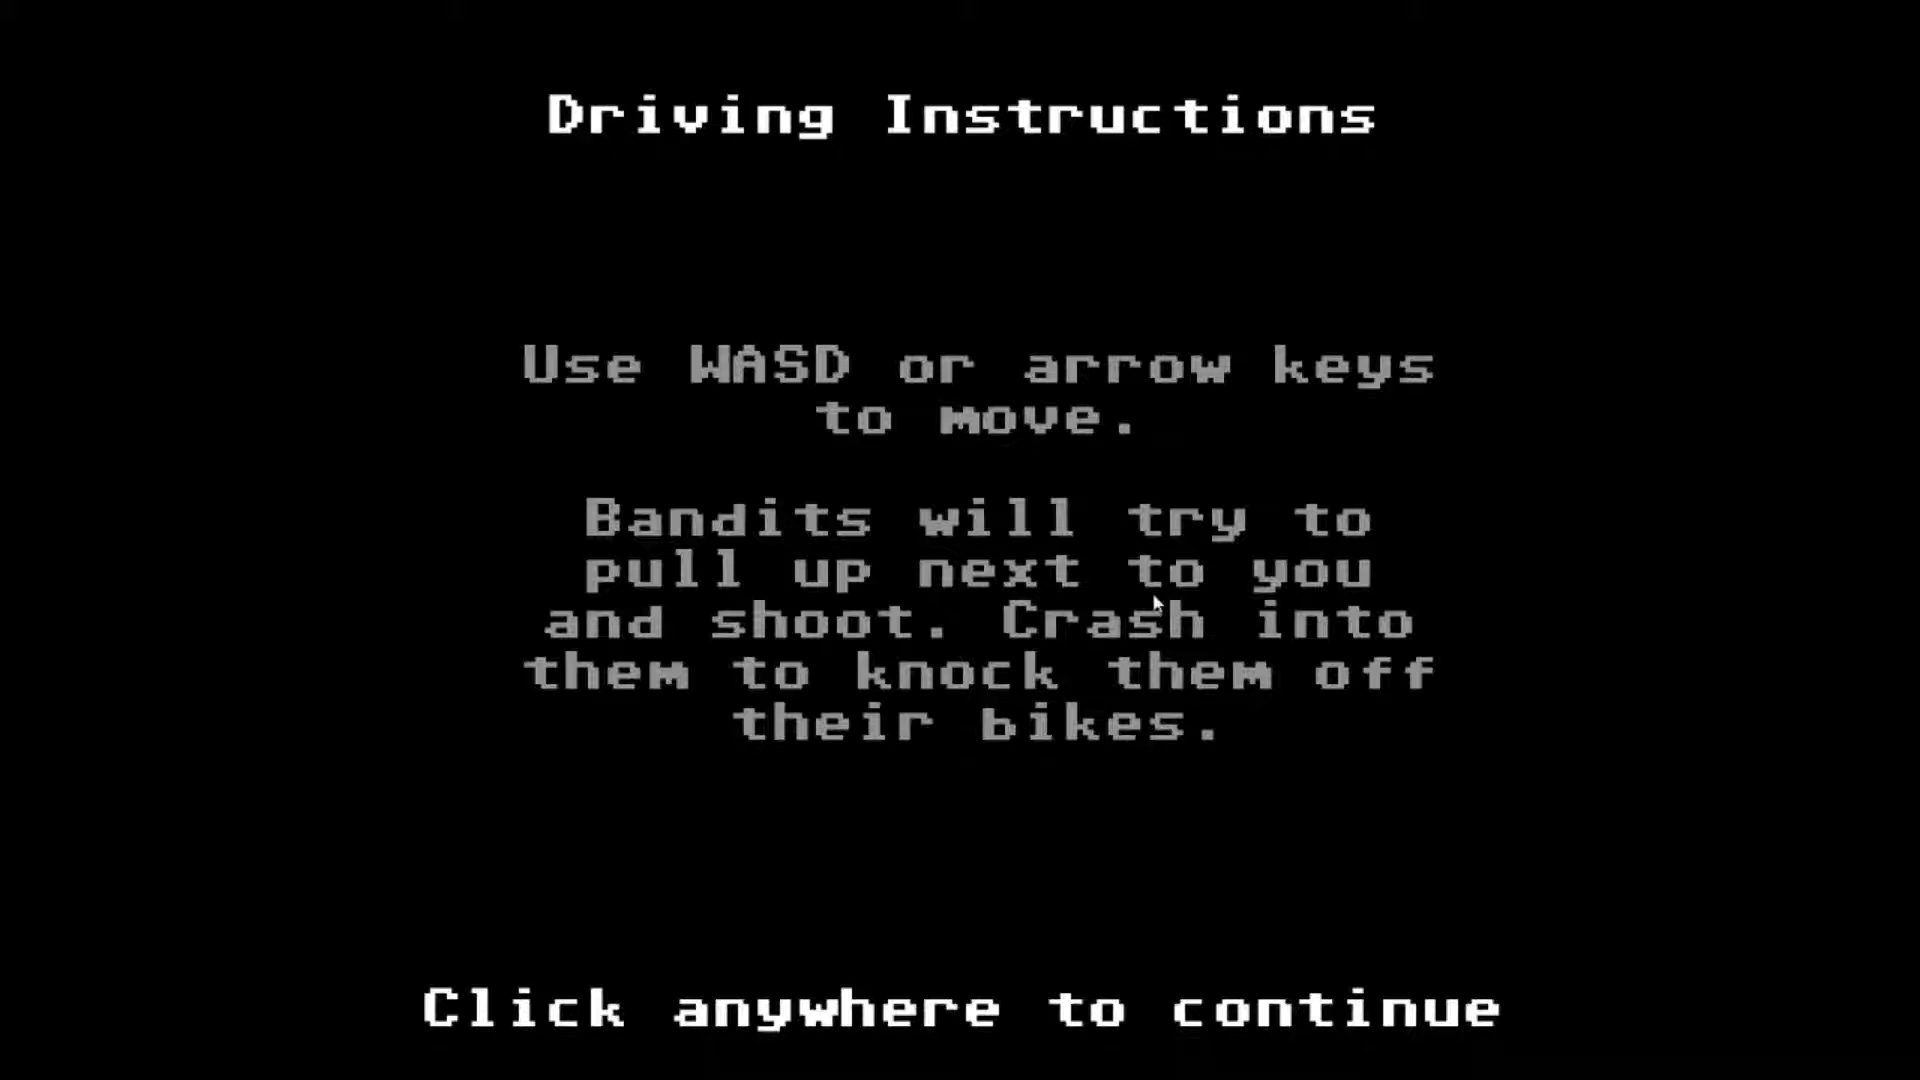 Driving Instructions
Use WASD or arrow keys
to move.
Bandits will try to
pull up next to you
and shoot. Crash into
them to knock them off
their bikes.
Click anywhere to continue